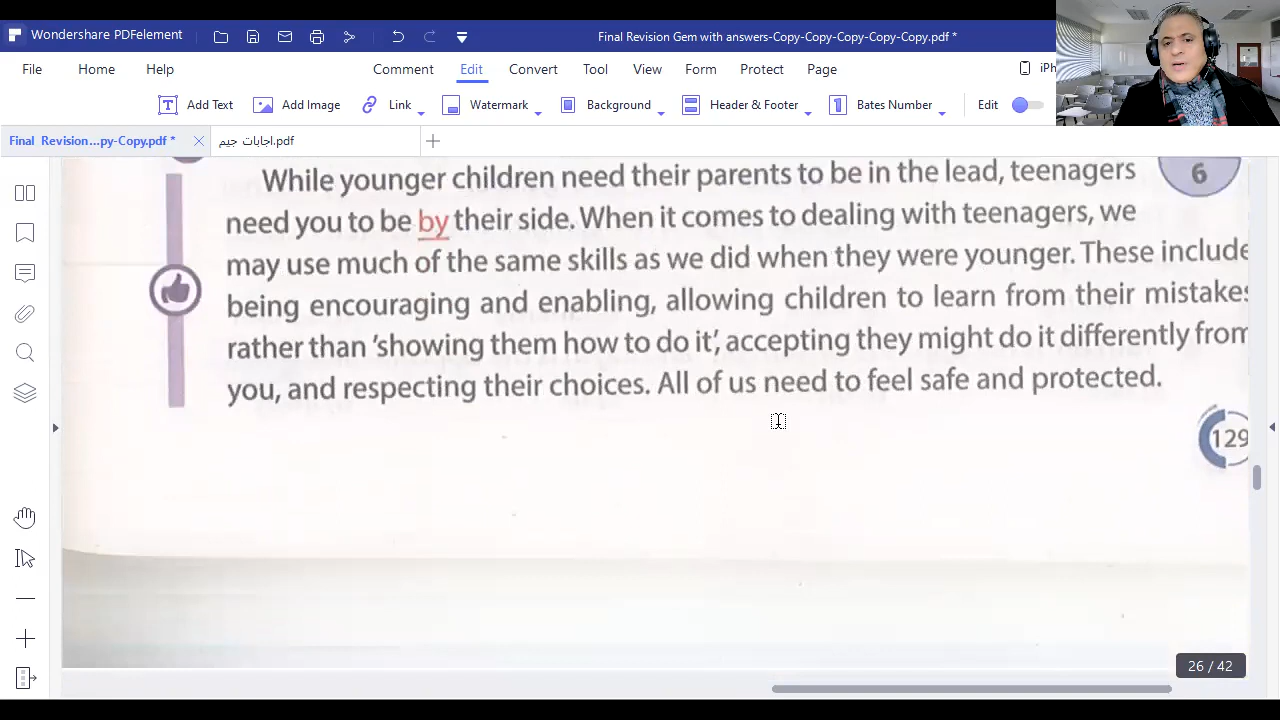 Wondershare PDFelement
Final Revision Gem with answers-Copy-Copy-Copy-Copy-Copy.pdf *
File Home Help Comment Edit Convert Tool View Form Protect Page
Add Text Add Image Link Watermark Background Header & Footer Bates Number Edit
Final Revision...py-Copy.pdf * اجابات جيم.pdf
While younger children need their parents to be in the lead, teenagers
need you to be by their side. When it comes to dealing with teenagers, we
may use much of the same skills as we did when they were younger. These include
being encouraging and enabling, allowing children to learn from their mistakes
rather than 'showing them how to do it', accepting they might do it differently from
you, and respecting their choices. All of us need to feel safe and protected.
6
129
26 / 42